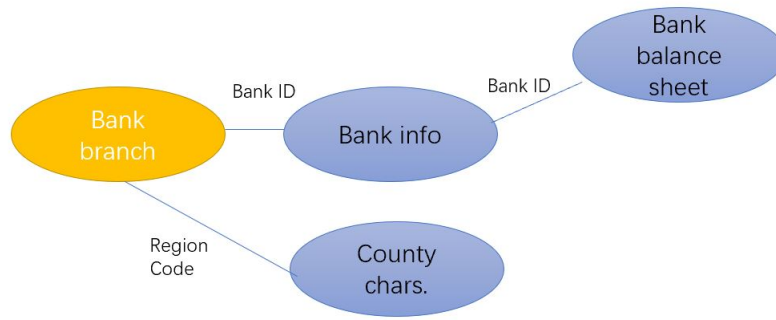 Bank
balance
sheet
Bank ID
Bank ID
Bank
branch
Bank info
Region
Code
County
chars.